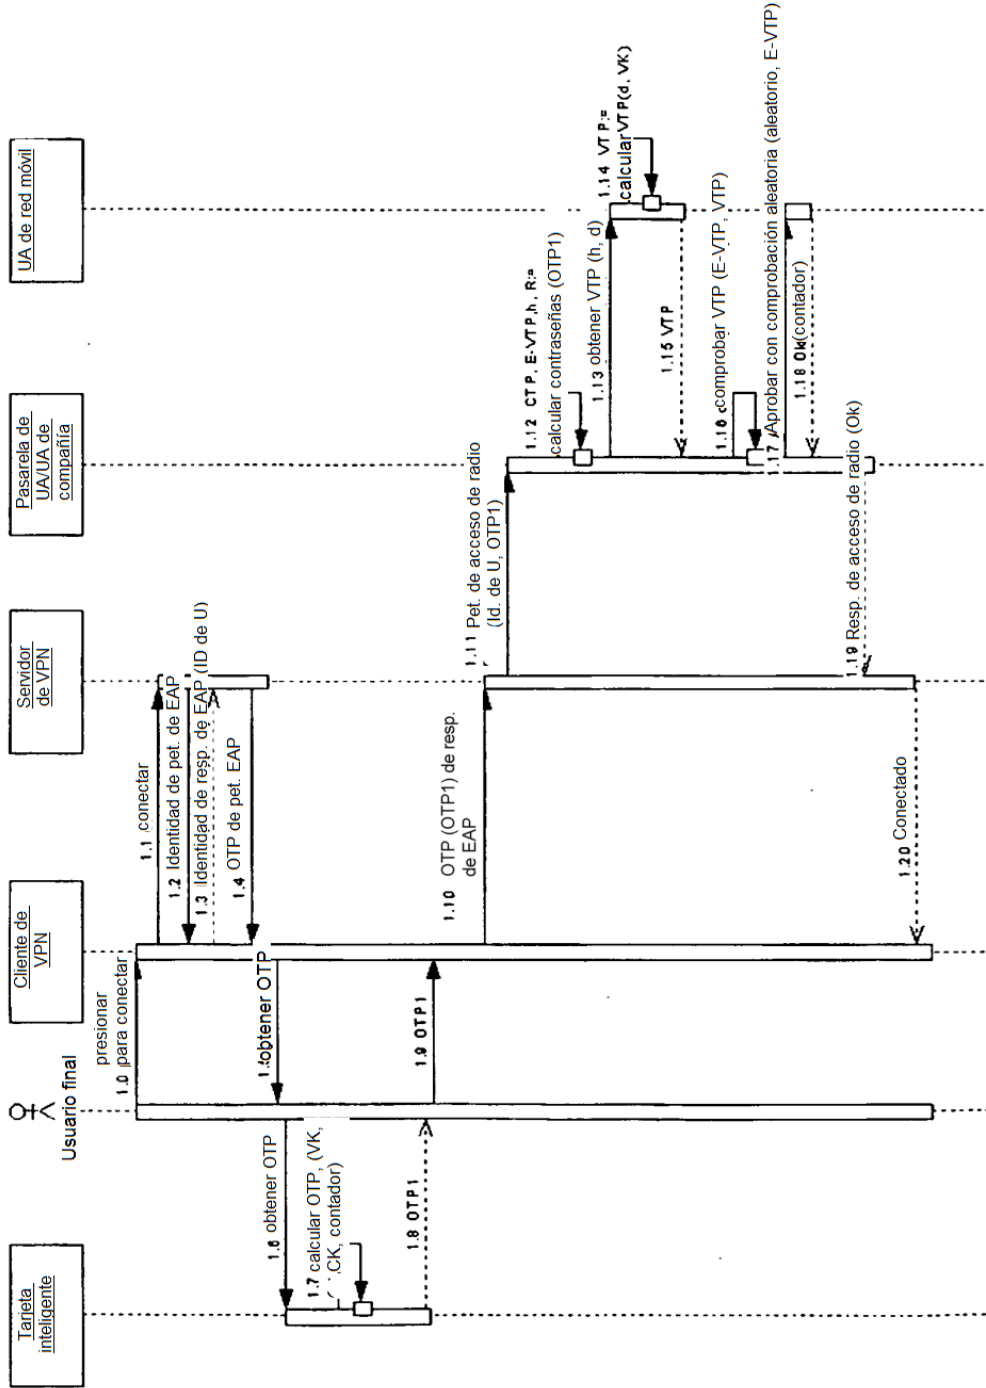 Tarjeta
inteligente
Usuario final
Cliente de
VPN
Servidor
de VPN
Pasarela de
UA/UA de
compañía
UA de red móvil
presionar
1.0 para conectar
1.1 conectar
1.2 Identidad de pet. de EAP
1.3 Identidad de resp. de EAP (ID de U)
1.4 OTP de pet. EAP
obtener OTP
1.6 obtener OTP
1.7 calcular OTP, (VK,
CK, contador)
1.8 OTP1
1.9 OTP1
1.10 OTP (OTP1) de resp.
de EAP
1.11 Pet. de acceso de radio
(Id. de U, OTP1)
1.12 CTP, E-VTP,h, R:=
calcular contraseñas (OTP1)
1.13 obtener VTP (h, d)
1.14 VTP:=
calcularVTP(d, VK)
1.15 VTP
1.16 comprobar VTP (E-VTP, VTP)
1.17 Aprobar con comprobación aleatoria (aleatorio, E-VTP)
1.18 Ok(contador)
1.19 Resp. de acceso de radio (Ok)
1.20 Conectado